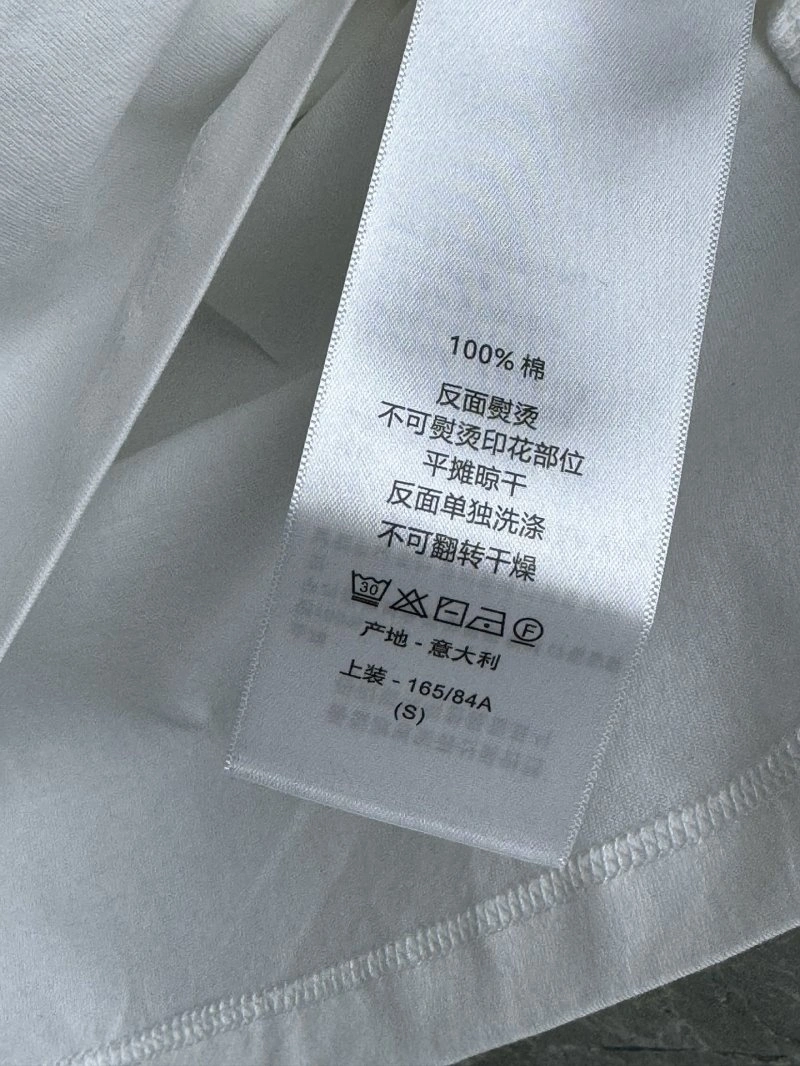 100% 棉
反面熨烫
不可熨烫印花部位
平摊晾干
反面单独洗涤
不可翻转干燥
30 F
产地 - 意大利
上装 - 165/84A
(S)